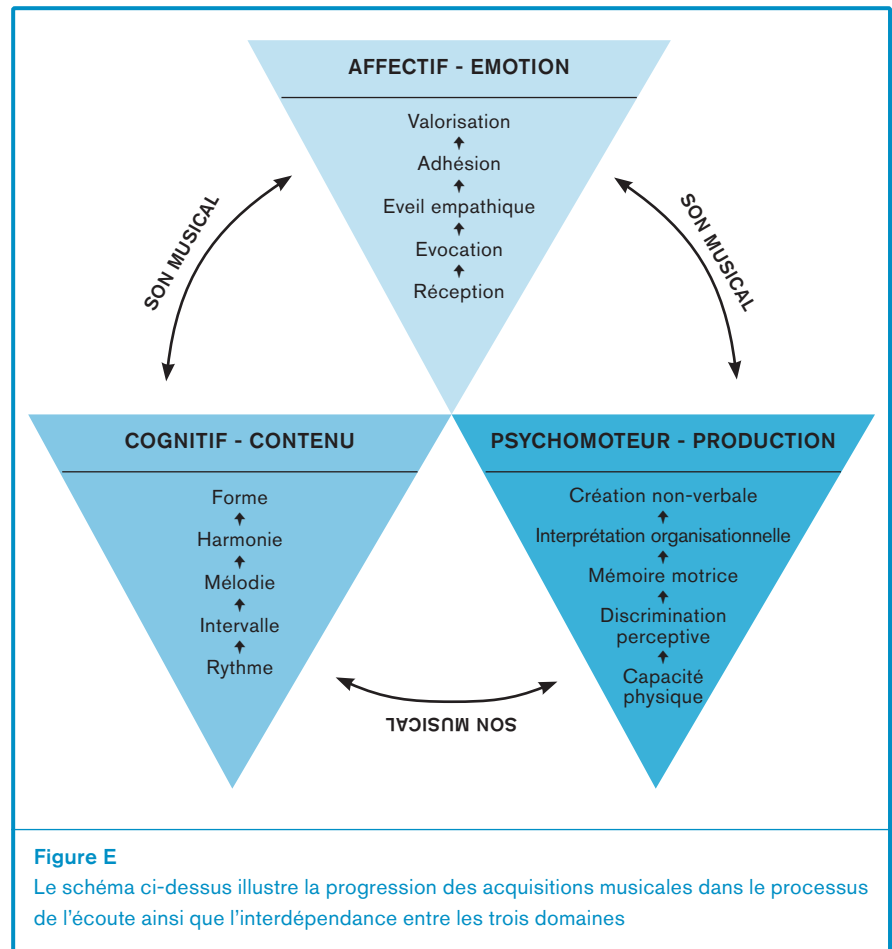 AFFECTIF - EMOTION
Valorisation
Adhésion
Eveil empathique
Evocation
Réception
SON MUSICAL
SON MUSICAL
COGNITIF - CONTENU
Forme
Harmonie
Mélodie
Intervalle
Rythme
PSYCHOMOTEUR - PRODUCTION
Création non-verbale
Interprétation organisationnelle
Mémoire motrice
Discrimination
perceptive
Capacité
physique
SON MUSICAL
Figure E
Le schéma ci-dessus illustre la progression des acquisitions musicales dans le processus
de l'écoute ainsi que l'interdépendance entre les trois domaines